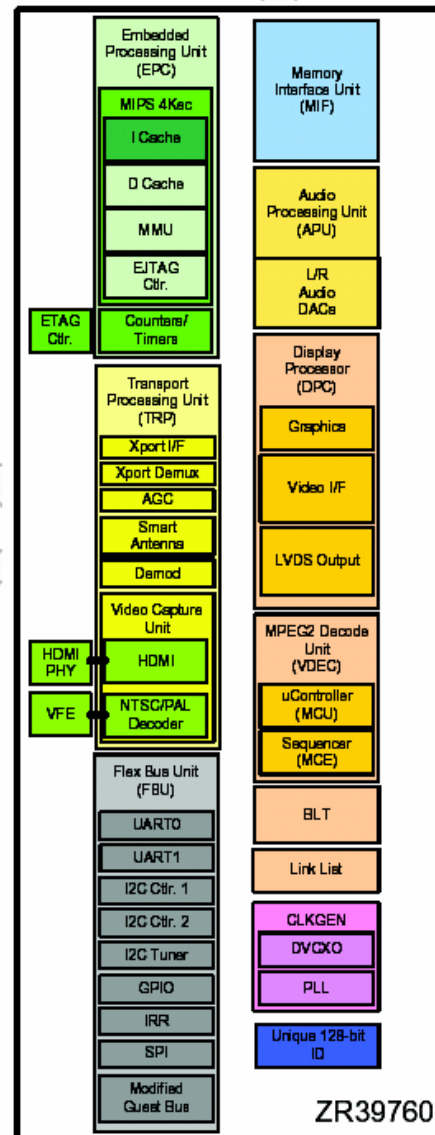 Embedded
Processing Unit
(EPC)
MIPS 4Kec
I Cache
D Cache
MMU
EJTAG
Ctlr.
ETAG
Ctlr.
Counters/
Timers
Transport
Processing Unit
(TRP)
Xport I/F
Xport Demux
AGC
Smart
Antenna
Demod
Video Capture
Unit
HDMI
PHY
HDMI
VFE
NTSC/PAL
Decoder
Flex Bus Unit
(FBU)
UART0
UART1
I2C Ctlr. 1
I2C Ctlr. 2
I2C Tuner
GPIO
IRR
SPI
Modified
Guest Bus
Memory
Interface Unit
(MIF)
Audio
Processing Unit
(APU)
L/R
Audio
DACs
Display
Processor
(DPC)
Graphics
Video I/F
LVDS Output
MPEG2 Decode
Unit
(VDEC)
uController
(MCU)
Sequencer
(MCE)
BLT
Link List
CLKGEN
DVCXO
PLL
Unique 128-bit
ID
ZR39760